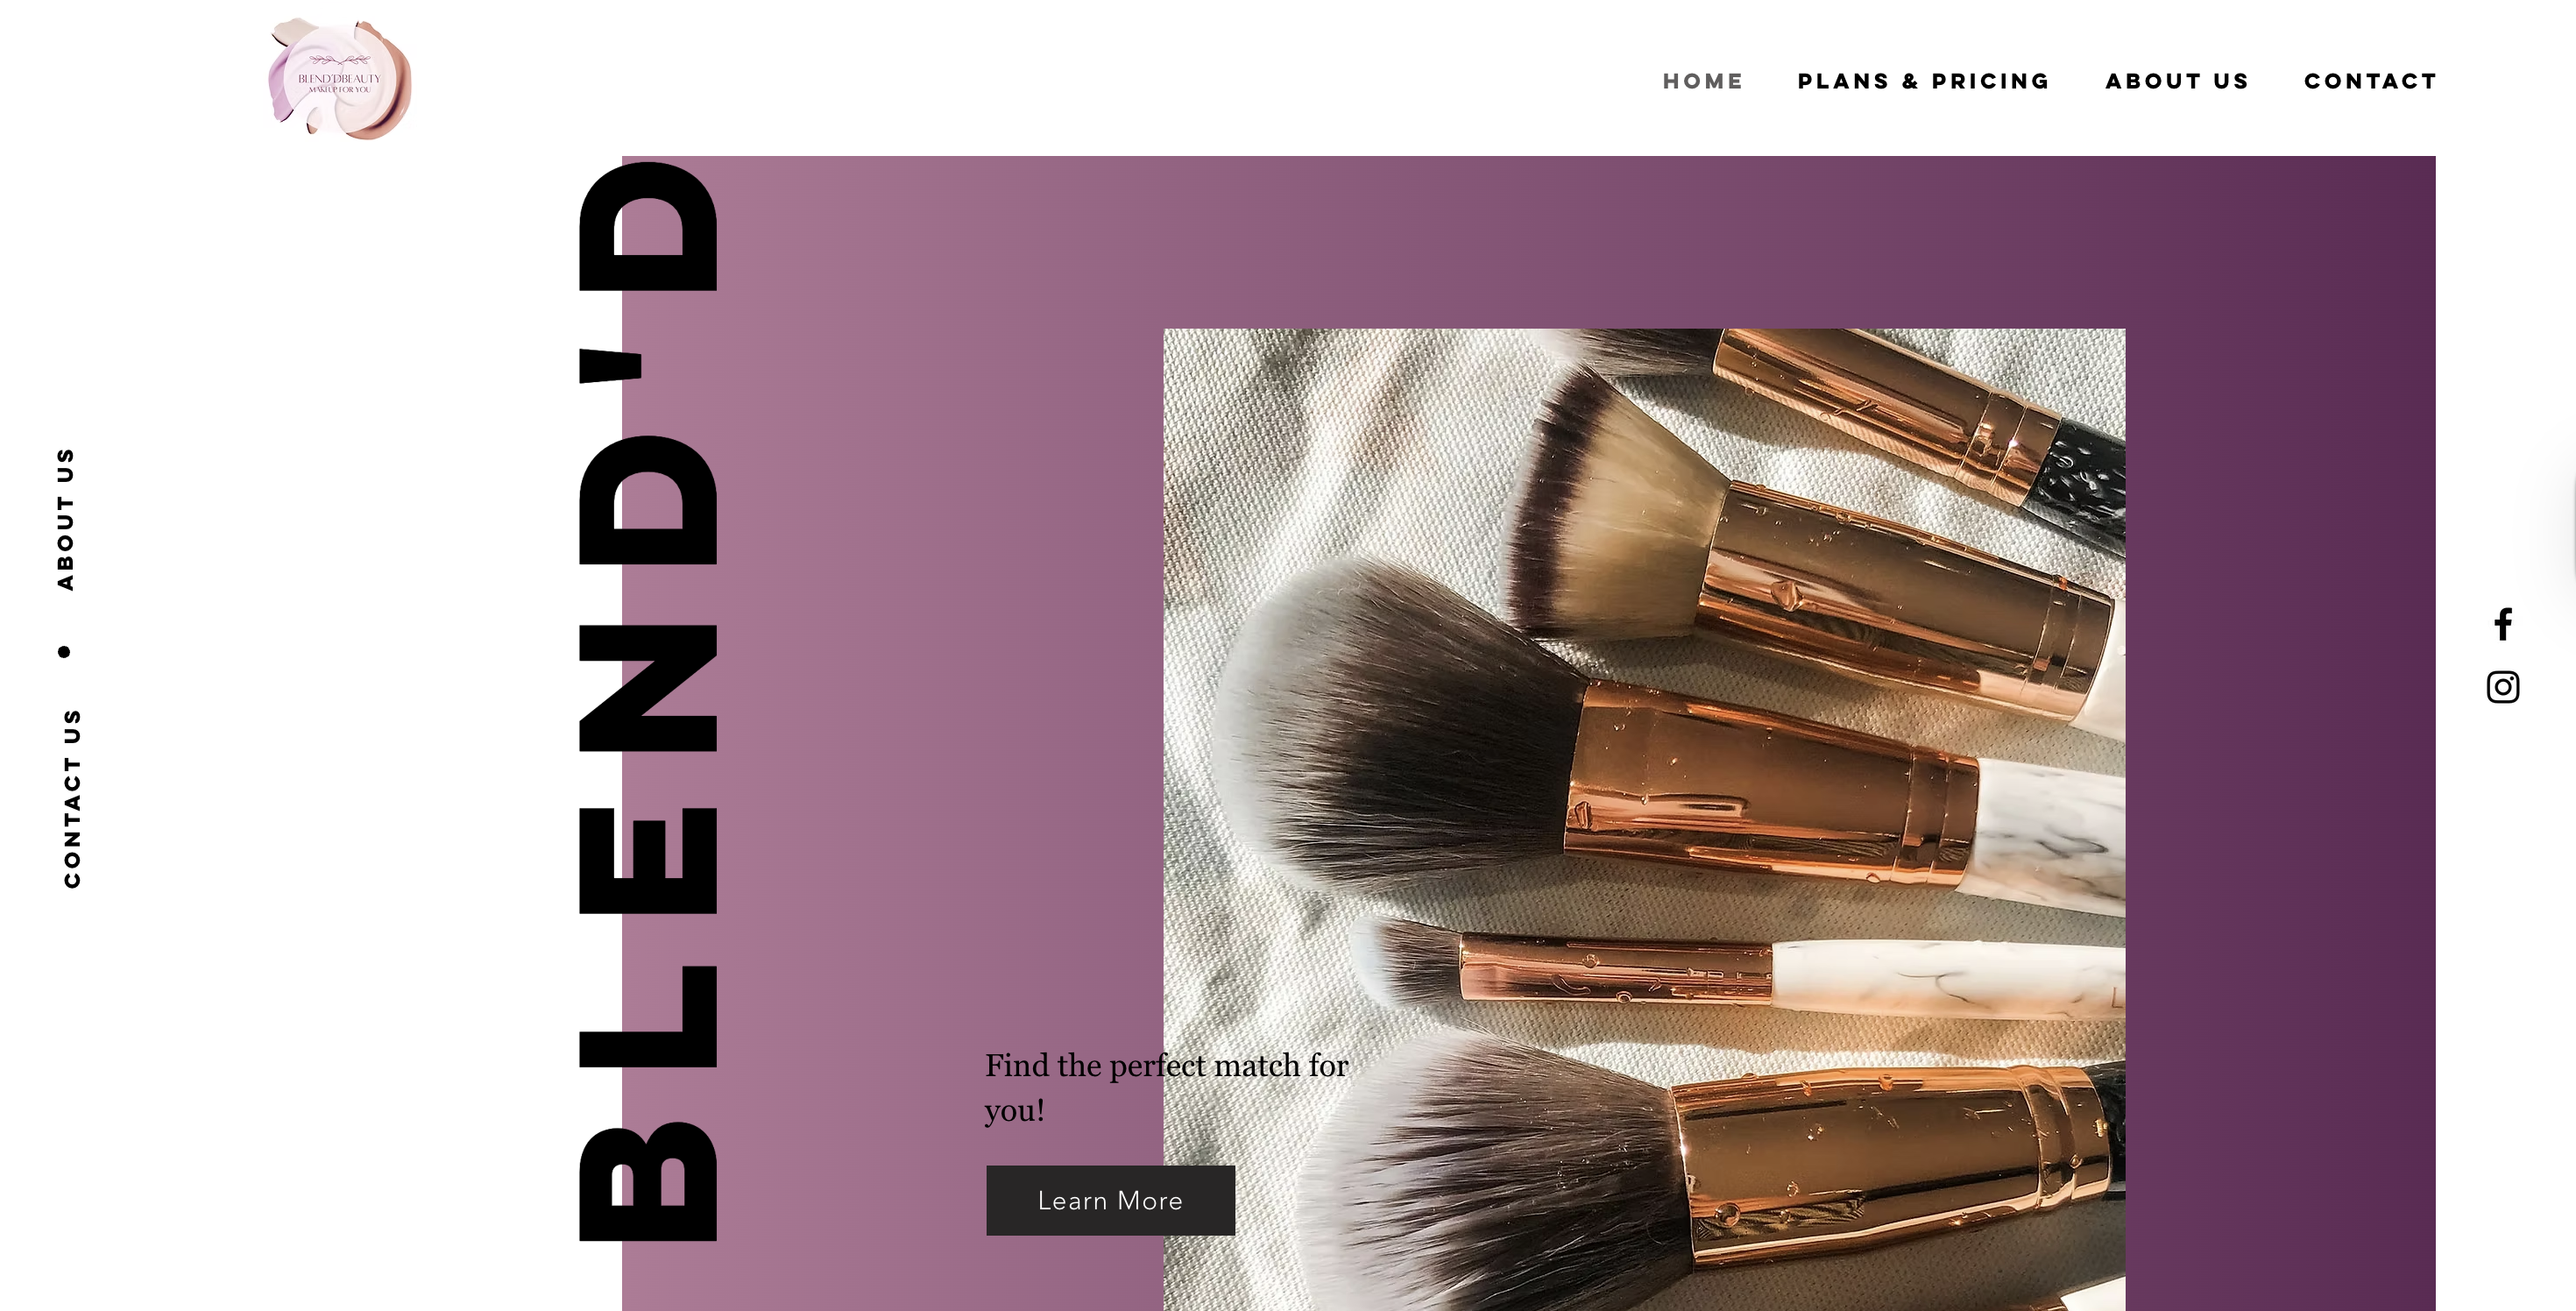 BLEND'DBEAUTY
MAKEUP FOR YOU
HOME
PLANS & PRICING
ABOUT US
CONTACT
BLEND'D
ABOUT US
CONTACT US
Find the perfect match for
you!
Learn More